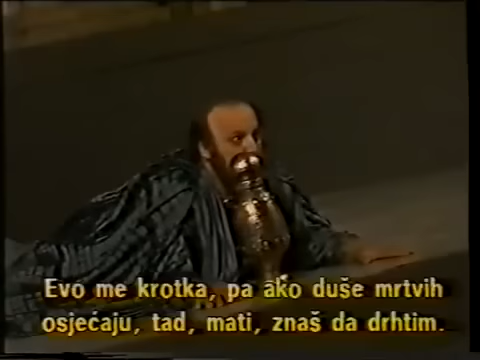 Evo me krotka, pa ako duše mrtvih
osjećaju, tad, mati, znaš da drhtim.